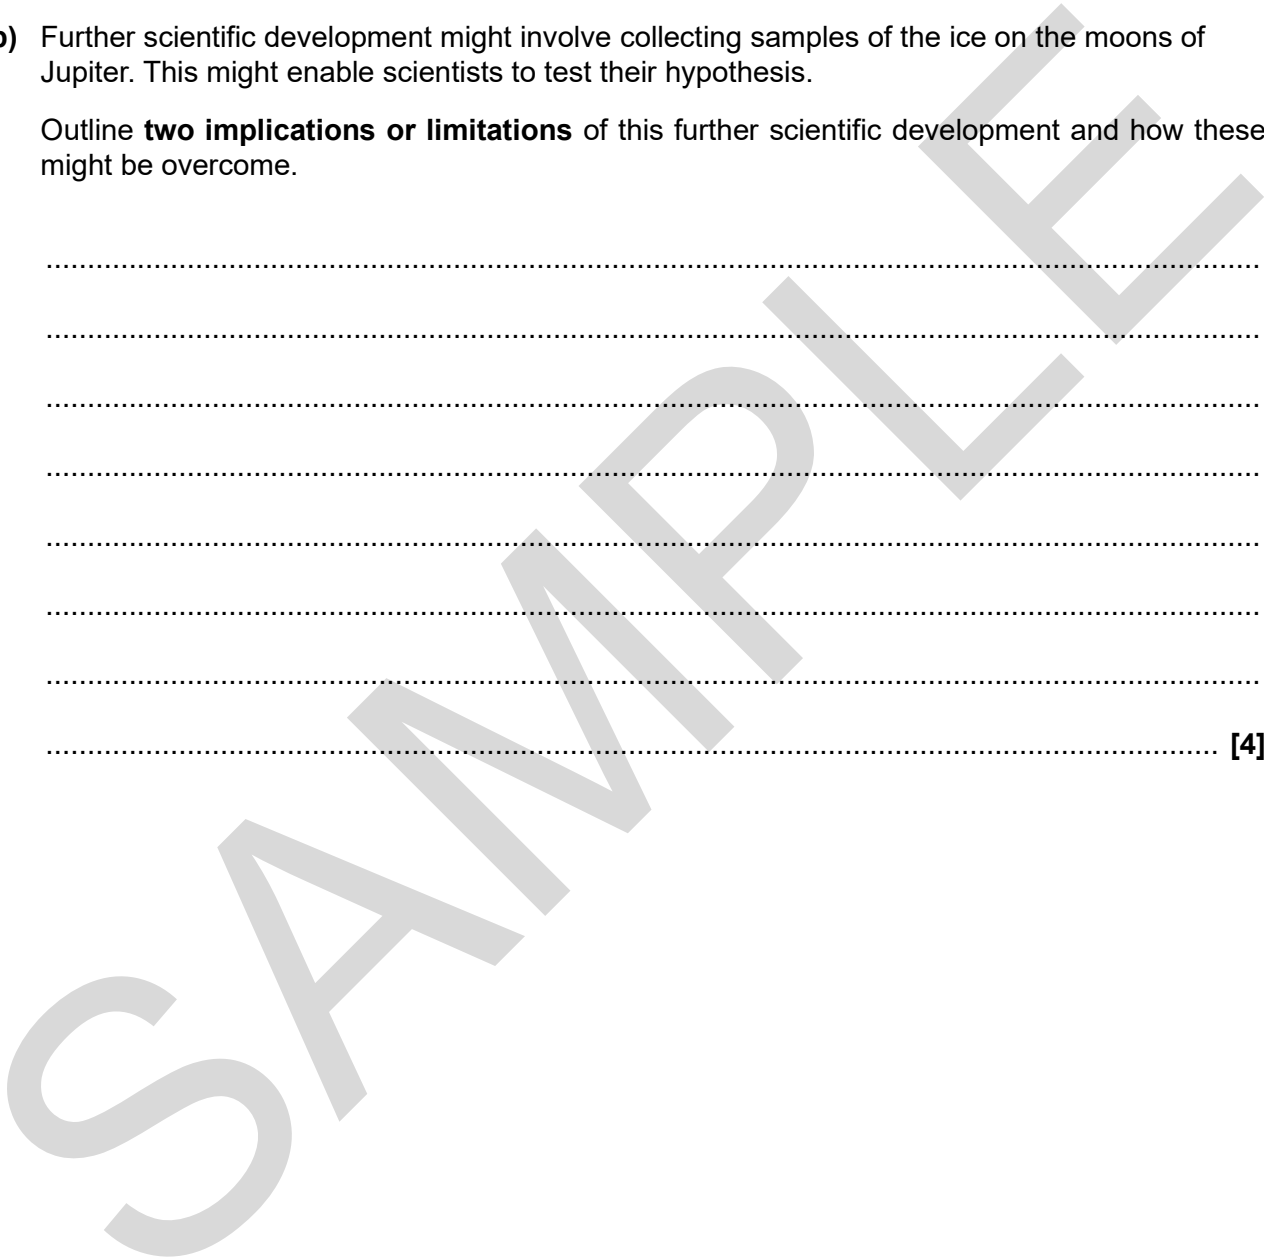 b) Further scientific development might involve collecting samples of the ice on the moons of
Jupiter. This might enable scientists to test their hypothesis.
Outline two implications or limitations of this further scientific development and how these
might be overcome.
..........................................................................................
..........................................................................................
..........................................................................................
..........................................................................................
..........................................................................................
..........................................................................................
..........................................................................................
.......................................................................................... [4]
SAMPLE